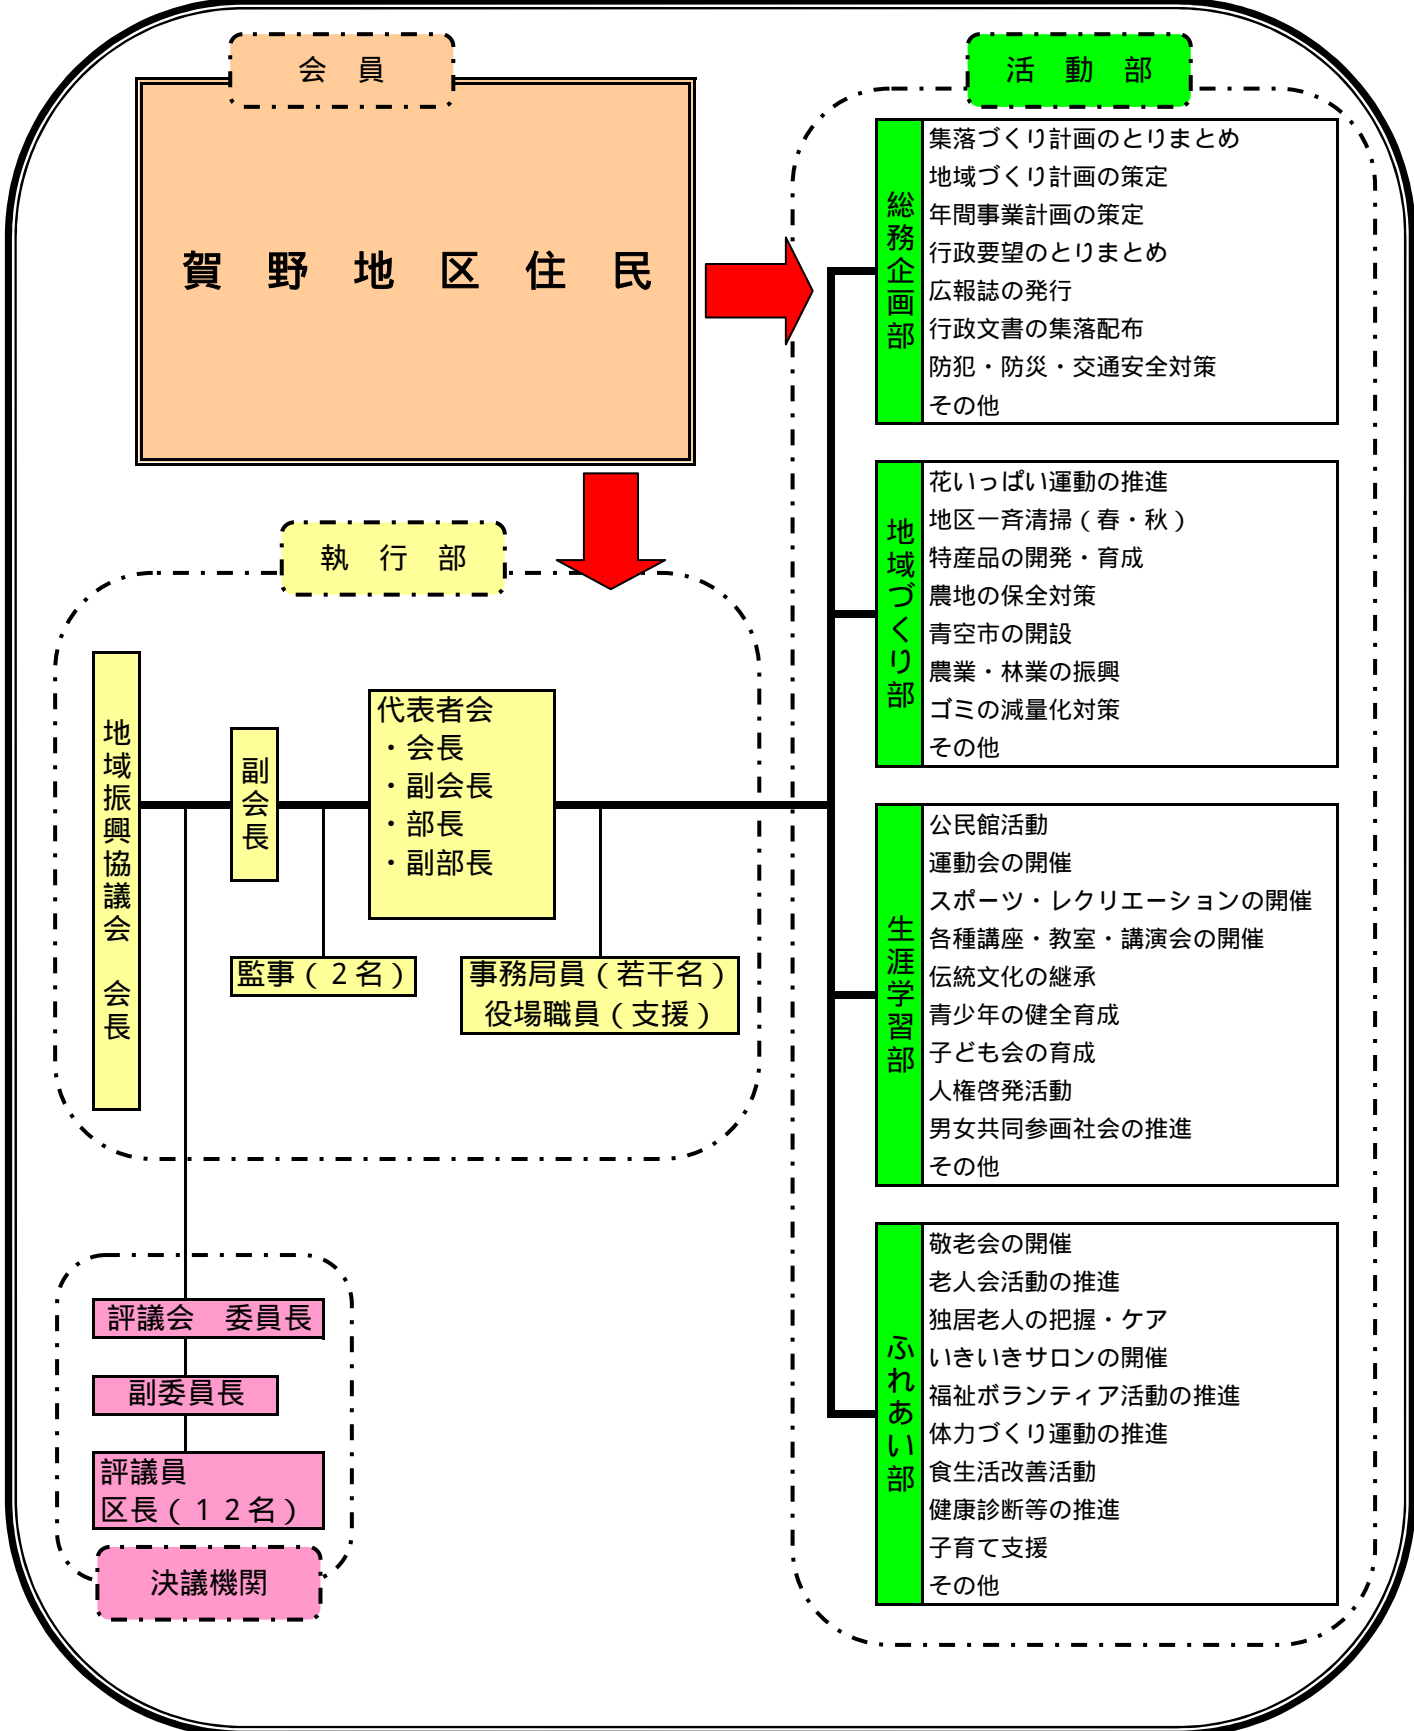 会　員
賀　野　地　区　住　民
執　行　部
地域振興協議会　会長
副会長
代表者会
・会長
・副会長
・部長
・副部長
監事（２名）
事務局員（若干名）
役場職員（支援）
評議会　委員長
副委員長
評議員
区長（１２名）
決議機関
活　動　部
総務企画部
集落づくり計画のとりまとめ
地域づくり計画の策定
年間事業計画の策定
行政要望のとりまとめ
広報誌の発行
行政文書の集落配布
防犯・防災・交通安全対策
その他
地域づくり部
花いっぱい運動の推進
地区一斉清掃（春・秋）
特産品の開発・育成
農地の保全対策
青空市の開設
農業・林業の振興
ゴミの減量化対策
その他
生涯学習部
公民館活動
運動会の開催
スポーツ・レクリエーションの開催
各種講座・教室・講演会の開催
伝統文化の継承
青少年の健全育成
子ども会の育成
人権啓発活動
男女共同参画社会の推進
その他
ふれあい部
敬老会の開催
老人会活動の推進
独居老人の把握・ケア
いきいきサロンの開催
福祉ボランティア活動の推進
体力づくり運動の推進
食生活改善活動
健康診断等の推進
子育て支援
その他